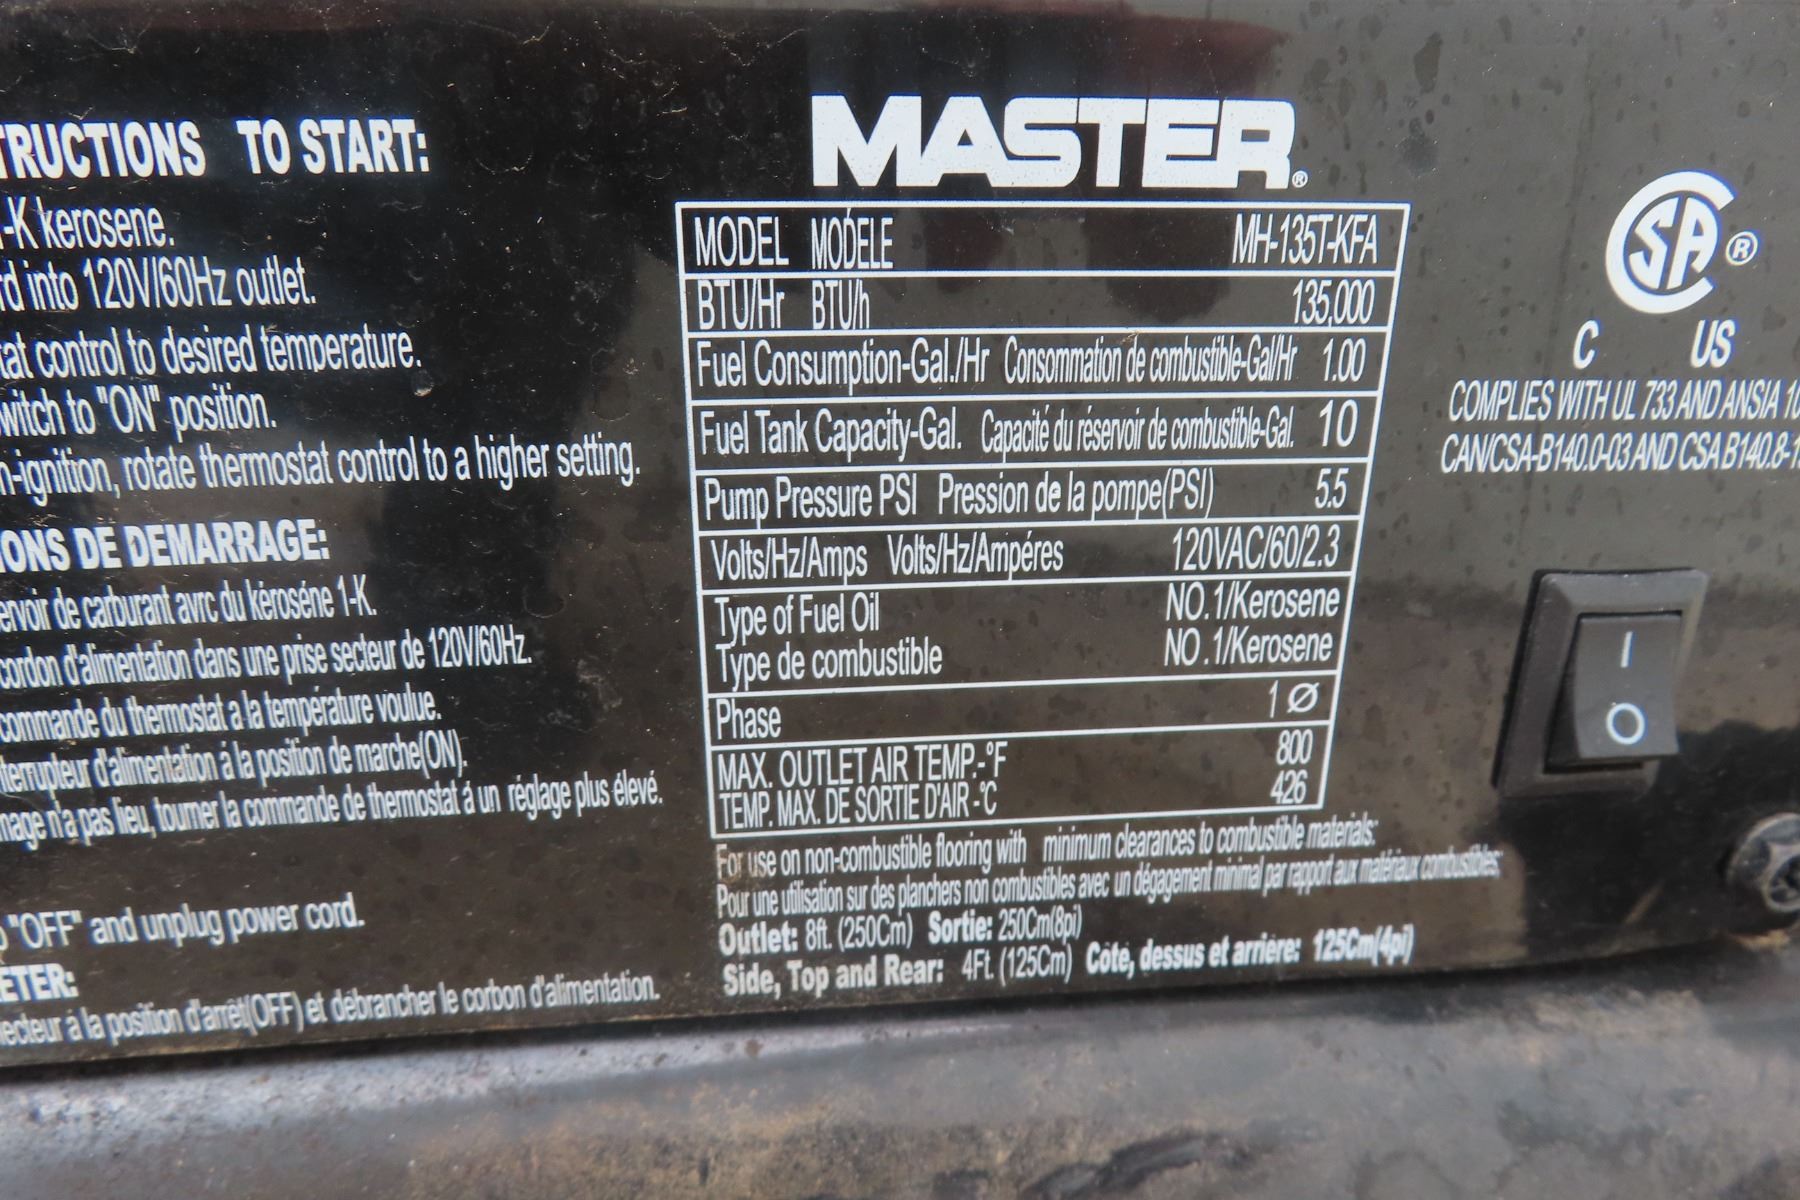 TRUCTIONS TO START:
-K kerosene.
rd into 120V/60Hz outlet.
tat control to desired temperature.
witch to "ON" position.
n-ignition, rotate thermostat control to a higher setting.
IONS DE DEMARRAGE:
ervoir de carburant avrc du kéroséne 1-K.
cordon d'alimentation dans une prise secteur de 120V/60Hz.
commande du thermostat a la température voulue.
nterrupteur d'alimentation á la position de marche(ON).
mage n'a pas lieu, tourner la commande de thermostat á un réglage plus élevé.
"OFF" and unplug power cord.
ETER:
ecteur á la position d'arrêt(OFF) et débrancher le corbon d'alimentation.
MASTER®
MODEL MODÉLE MH-135T-KFA
BTU/Hr BTU/h 135,000
Fuel Consumption-Gal./Hr Consommation de combustible-Gal/Hr 1.00
Fuel Tank Capacity-Gal. Capacité du réservoir de combustible-Gal. 10
Pump Pressure PSI Pression de la pompe(PSI) 5.5
Volts/Hz/Amps Volts/Hz/Ampéres 120VAC/60/2.3
Type of Fuel Oil NO.1/Kerosene
Type de combustible NO.1/Kerosene
Phase 1 Ø
MAX. OUTLET AIR TEMP.-°F 800
TEMP. MAX. DE SORTIE D'AIR -°C 426
For use on non-combustible flooring with minimum clearances to combustible materials:
Pour une utilisation sur des planchers non combustibles avec un dégagement minimal par rapport aux matériaux combustibles;
Outlet: 8ft. (250Cm) Sortie: 250Cm(8pi)
Side, Top and Rear: 4Ft. (125Cm) Côte, dessus et arriére: 125Cm(4pi)
SA ®
C US
COMPLIES WITH UL 733 AND ANSIA 10
CAN/CSA-B140.0-03 AND CSA B140.8-1
I
O